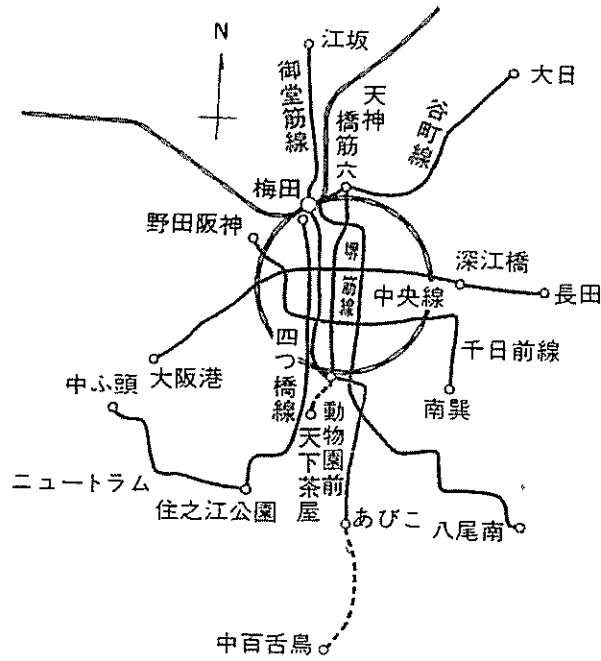 N
江坂
大日
御堂筋線
天神
橋筋六
谷町線
梅田
野田阪神
深江橋
堺筋線
中央線
長田
四つ橋線
千日前線
大阪港
中ふ頭
南巽
動物園前
天下茶屋
ニュートラム
住之江公園
あびこ
八尾南
中百舌鳥